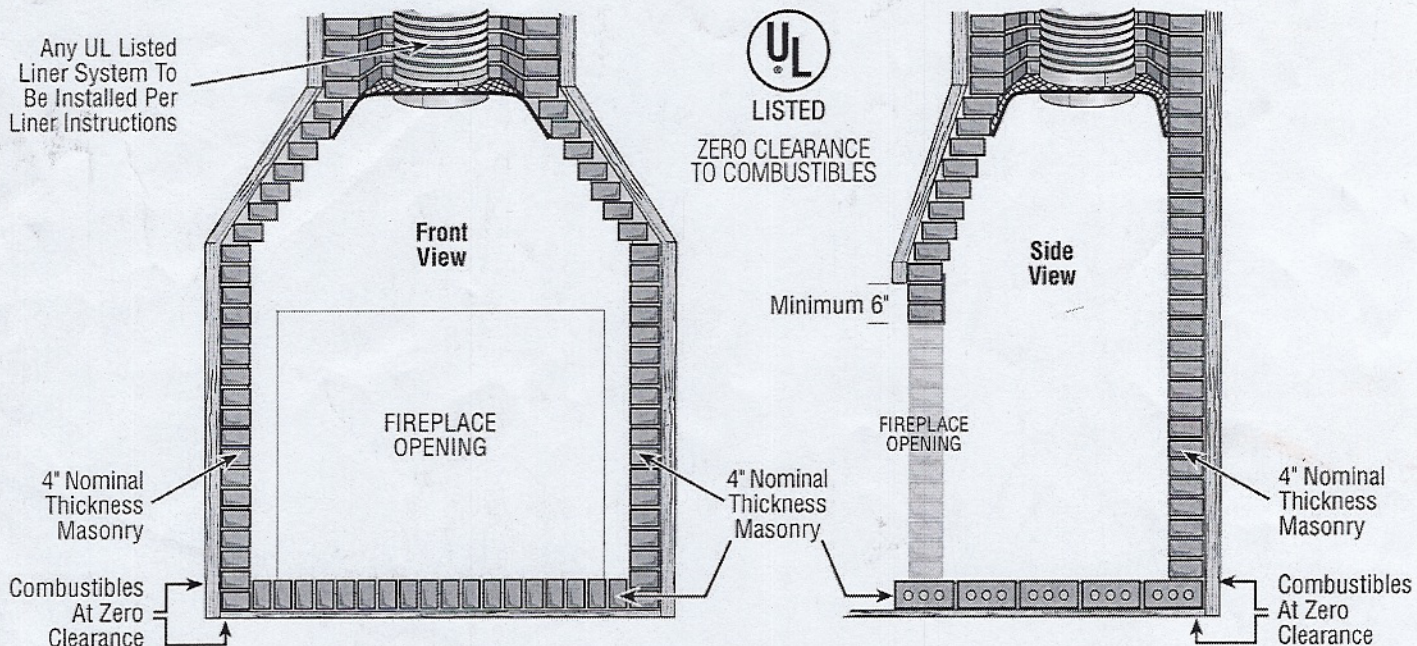 Any UL Listed
Liner System To
Be Installed Per
Liner Instructions
UL
®
LISTED
ZERO CLEARANCE
TO COMBUSTIBLES
Front
View
FIREPLACE
OPENING
4" Nominal
Thickness
Masonry
Combustibles
At Zero
Clearance
4" Nominal
Thickness
Masonry
Side
View
Minimum 6"
FIREPLACE
OPENING
4" Nominal
Thickness
Masonry
Combustibles
At Zero
Clearance